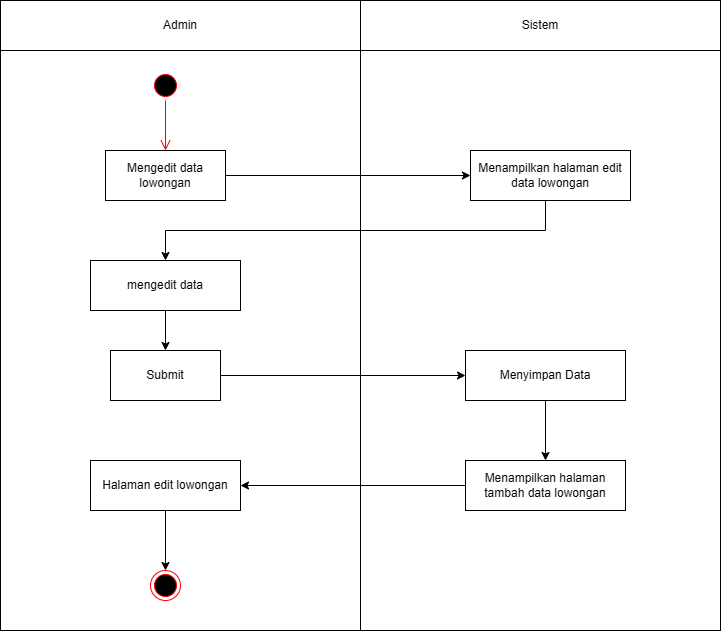 Admin
Sistem
Mengedit data
lowongan
Menampilkan halaman edit
data lowongan
mengedit data
Submit
Menyimpan Data
Menampilkan halaman
tambah data lowongan
Halaman edit lowongan